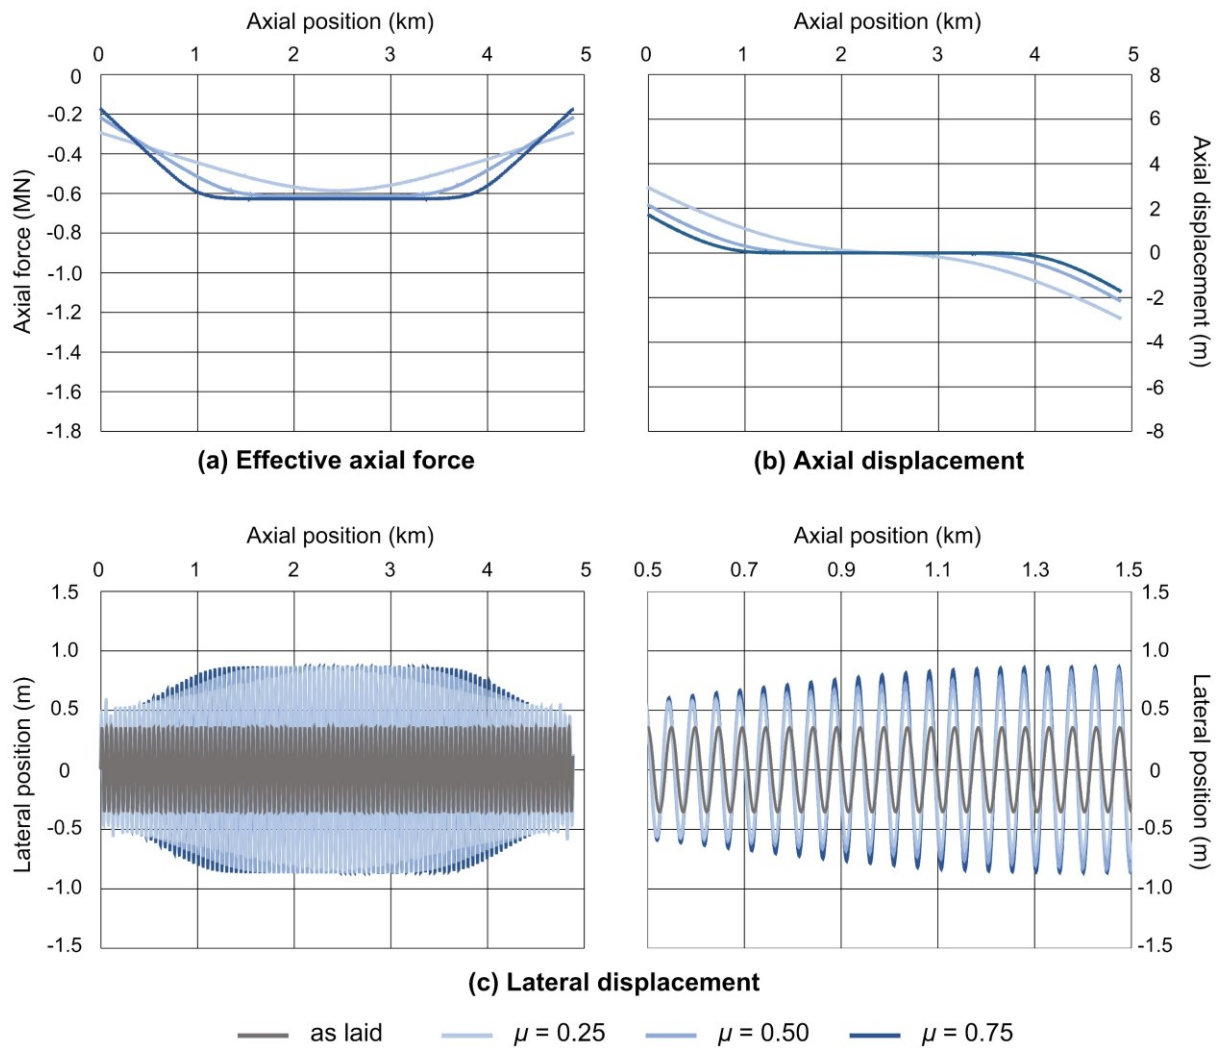 Axial position (km)
0 1 2 3 4 5
0
-0.2
-0.4
-0.6
-0.8
-1.0
-1.2
-1.4
-1.6
-1.8
Axial force (MN)
(a) Effective axial force
Axial position (km)
0 1 2 3 4 5
8
6
4
2
0
-2
-4
-6
-8
Axial displacement (m)
(b) Axial displacement
Axial position (km)
0 1 2 3 4 5
1.5
1.0
0.5
0
-0.5
-1.0
-1.5
Lateral position (m)
Axial position (km)
0.5 0.7 0.9 1.1 1.3 1.5
1.5
1.0
0.5
0
-0.5
-1.0
-1.5
Lateral position (m)
(c) Lateral displacement
as laid μ = 0.25 μ = 0.50 μ = 0.75